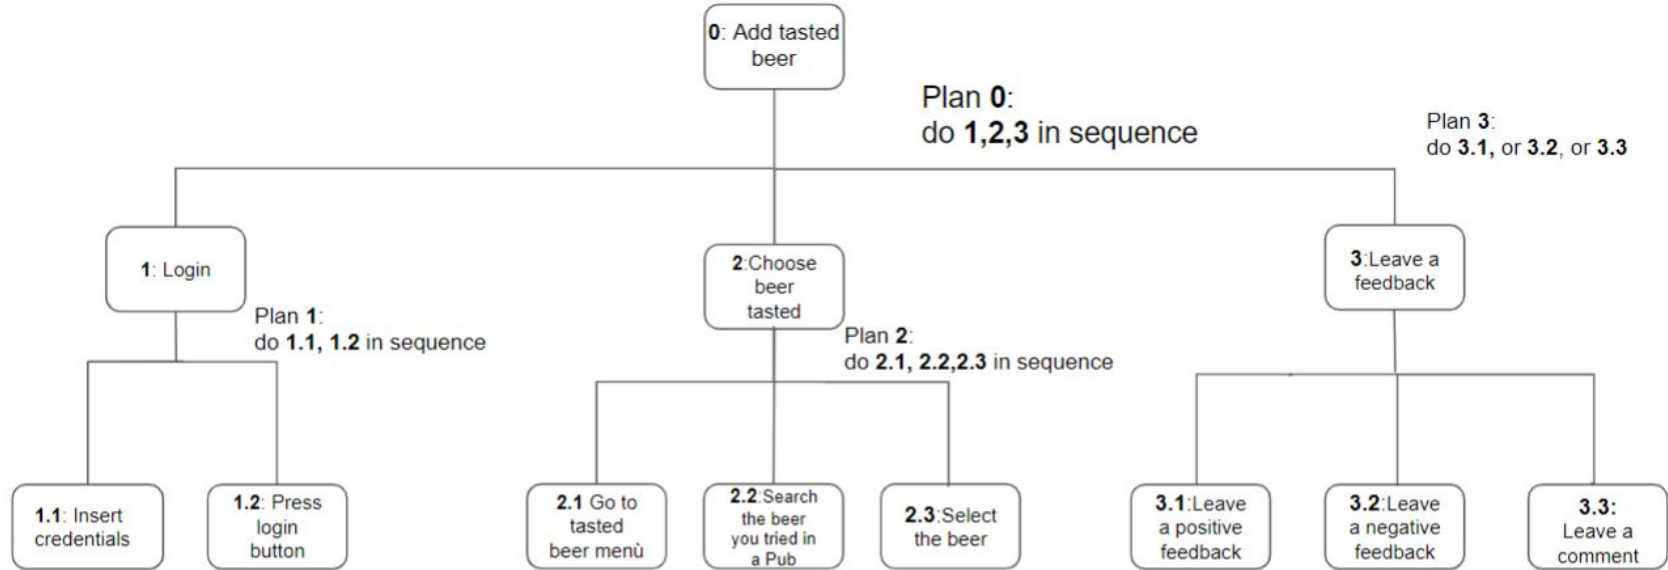 0: Add tasted
beer
Plan 0:
do 1,2,3 in sequence
Plan 3:
do 3.1, or 3.2, or 3.3
1: Login
2:Choose
beer
tasted
3:Leave a
feedback
Plan 1:
do 1.1, 1.2 in sequence
Plan 2:
do 2.1, 2.2,2.3 in sequence
1.1: Insert
credentials
1.2: Press
login
button
2.1 Go to
tasted
beer menù
2.2:Search
the beer
you tried in
a Pub
2.3:Select
the beer
3.1:Leave
a positive
feedback
3.2:Leave
a negative
feedback
3.3:
Leave a
comment